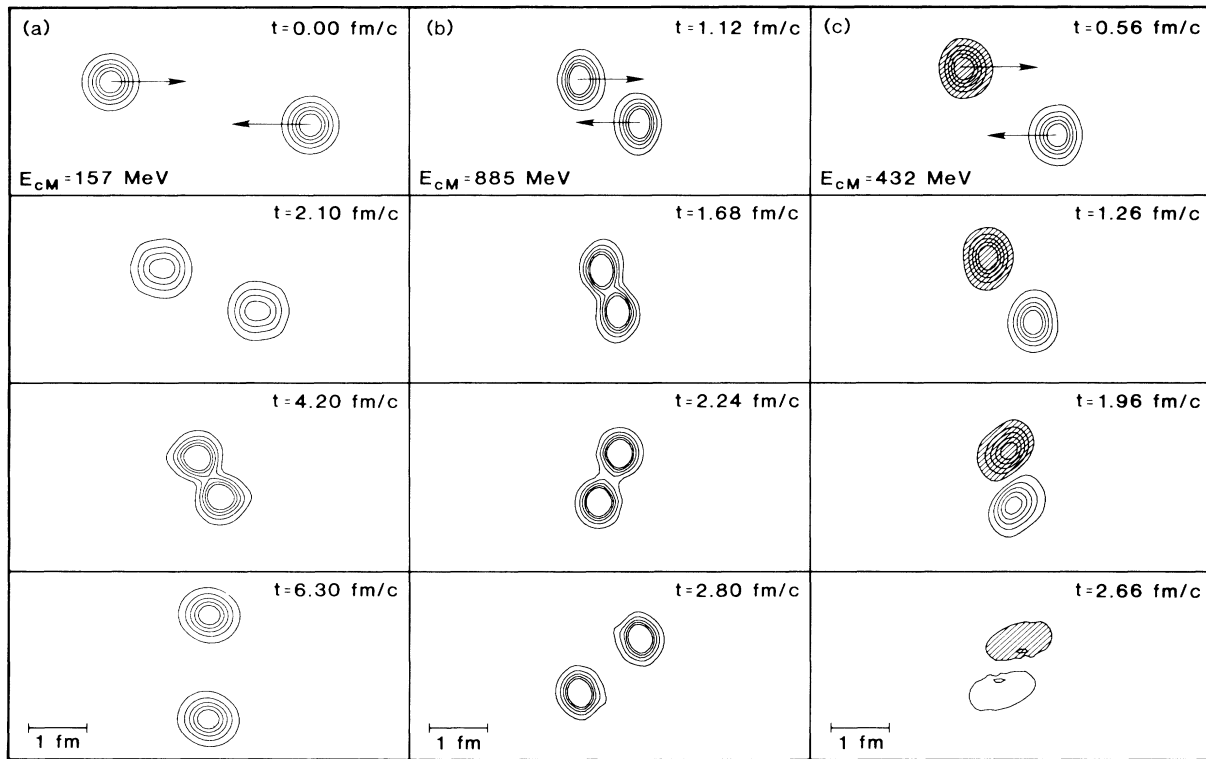 (a) t=0.00 fm/c
E_CM=157 MeV
t=2.10 fm/c
t=4.20 fm/c
t=6.30 fm/c
1 fm
(b) t=1.12 fm/c
E_CM=885 MeV
t=1.68 fm/c
t=2.24 fm/c
t=2.80 fm/c
1 fm
(c) t=0.56 fm/c
E_CM=432 MeV
t=1.26 fm/c
t=1.96 fm/c
t=2.66 fm/c
1 fm